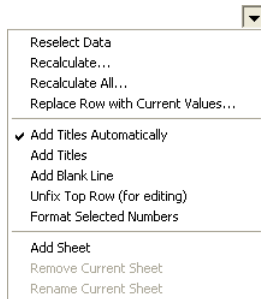 Reselect Data
Recalculate...
Recalculate All...
Replace Row with Current Values...
Add Titles Automatically
Add Titles
Add Blank Line
Unfix Top Row (for editing)
Format Selected Numbers
Add Sheet
Remove Current Sheet
Rename Current Sheet